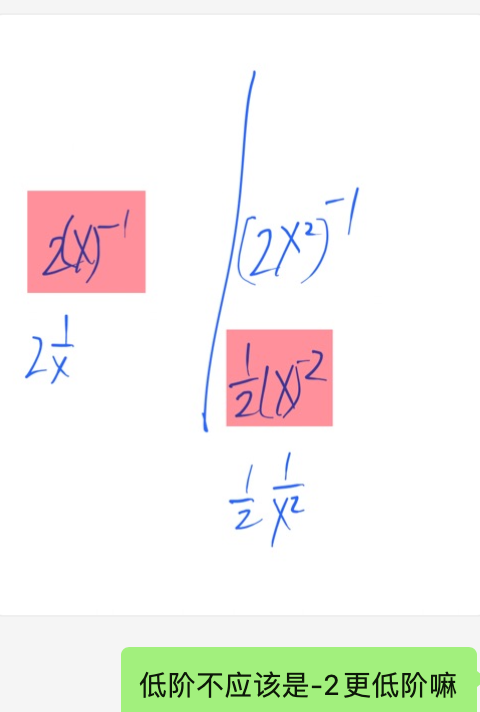 2(x)⁻¹
2 1/x
(2x²)⁻¹
1/2(x)⁻²
1/2 1/x²
低阶不应该是-2更低阶嘛